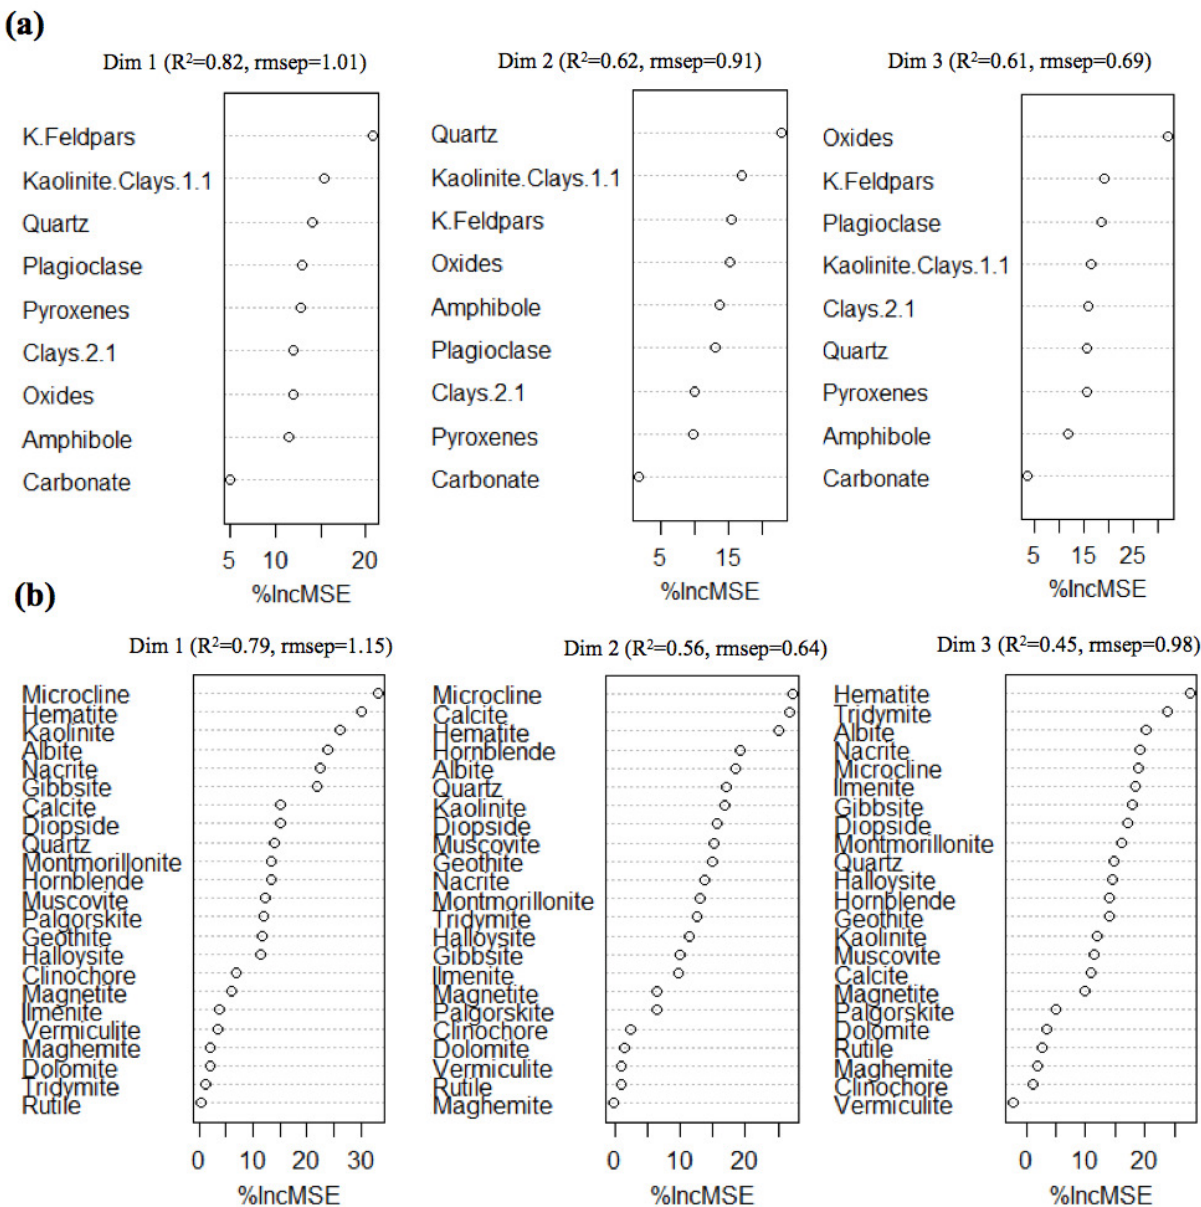 (a)
Dim 1 (R²=0.82, rmsep=1.01)
K.Feldpars
Kaolinite.Clays.1.1
Quartz
Plagioclase
Pyroxenes
Clays.2.1
Oxides
Amphibole
Carbonate
5 10 20
%IncMSE
Dim 2 (R²=0.62, rmsep=0.91)
Quartz
Kaolinite.Clays.1.1
K.Feldpars
Oxides
Amphibole
Plagioclase
Clays.2.1
Pyroxenes
Carbonate
5 15
%IncMSE
Dim 3 (R²=0.61, rmsep=0.69)
Oxides
K.Feldpars
Plagioclase
Kaolinite.Clays.1.1
Clays.2.1
Quartz
Pyroxenes
Amphibole
Carbonate
5 15 25
%IncMSE
(b)
Dim 1 (R²=0.79, rmsep=1.15)
Microcline
Hematite
Kaolinite
Albite
Nacrite
Gibbsite
Calcite
Diopside
Quartz
Montmorillonite
Hornblende
Muscovite
Palgorskite
Geothite
Halloysite
Clinochore
Magnetite
Ilmenite
Vermiculite
Maghemite
Dolomite
Tridymite
Rutile
0 10 20 30
%IncMSE
Dim 2 (R²=0.56, rmsep=0.64)
Microcline
Calcite
Hematite
Hornblende
Albite
Quartz
Kaolinite
Diopside
Muscovite
Geothite
Nacrite
Montmorillonite
Tridymite
Halloysite
Gibbsite
Ilmenite
Magnetite
Palgorskite
Clinochore
Dolomite
Vermiculite
Rutile
Maghemite
0 10 20
%IncMSE
Dim 3 (R²=0.45, rmsep=0.98)
Hematite
Tridymite
Albite
Nacrite
Microcline
Ilmenite
Gibbsite
Diopside
Montmorillonite
Quartz
Halloysite
Hornblende
Geothite
Kaolinite
Muscovite
Calcite
Magnetite
Palgorskite
Dolomite
Rutile
Maghemite
Clinochore
Vermiculite
0 10 20
%IncMSE